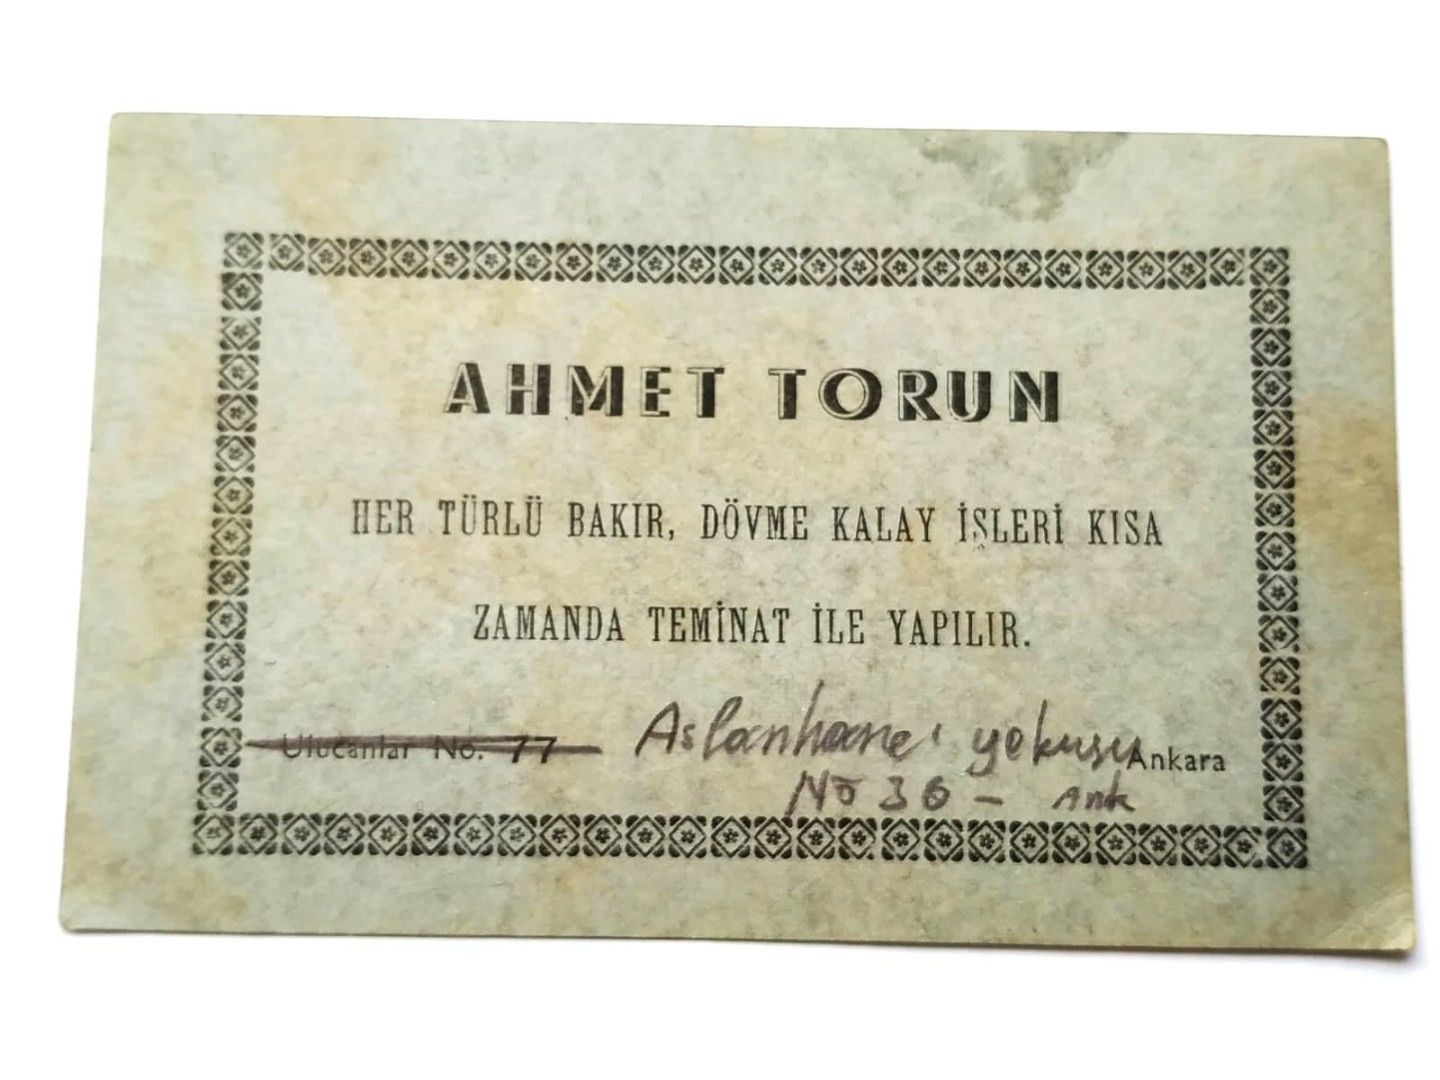 AHMET TORUN
HER TÜRLÜ BAKIR, DÖVME KALAY İŞLERİ KISA
ZAMANDA TEMİNAT İLE YAPILIR.
Ulucanlar No. 77 Aslanhane yokuşu Ankara
No 36 - Ank